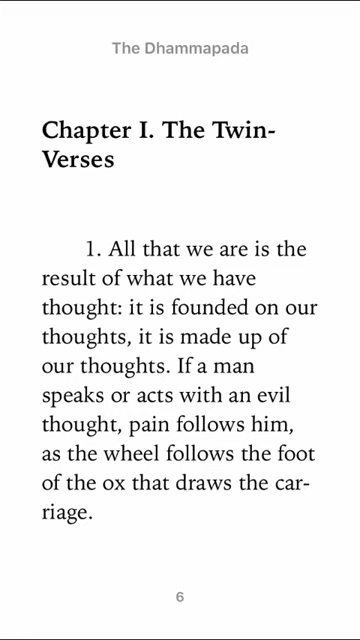 The Dhammapada
Chapter I. The Twin-
Verses
1. All that we are is the
result of what we have
thought: it is founded on our
thoughts, it is made up of
our thoughts. If a man
speaks or acts with an evil
thought, pain follows him,
as the wheel follows the foot
of the ox that draws the car-
riage.
6